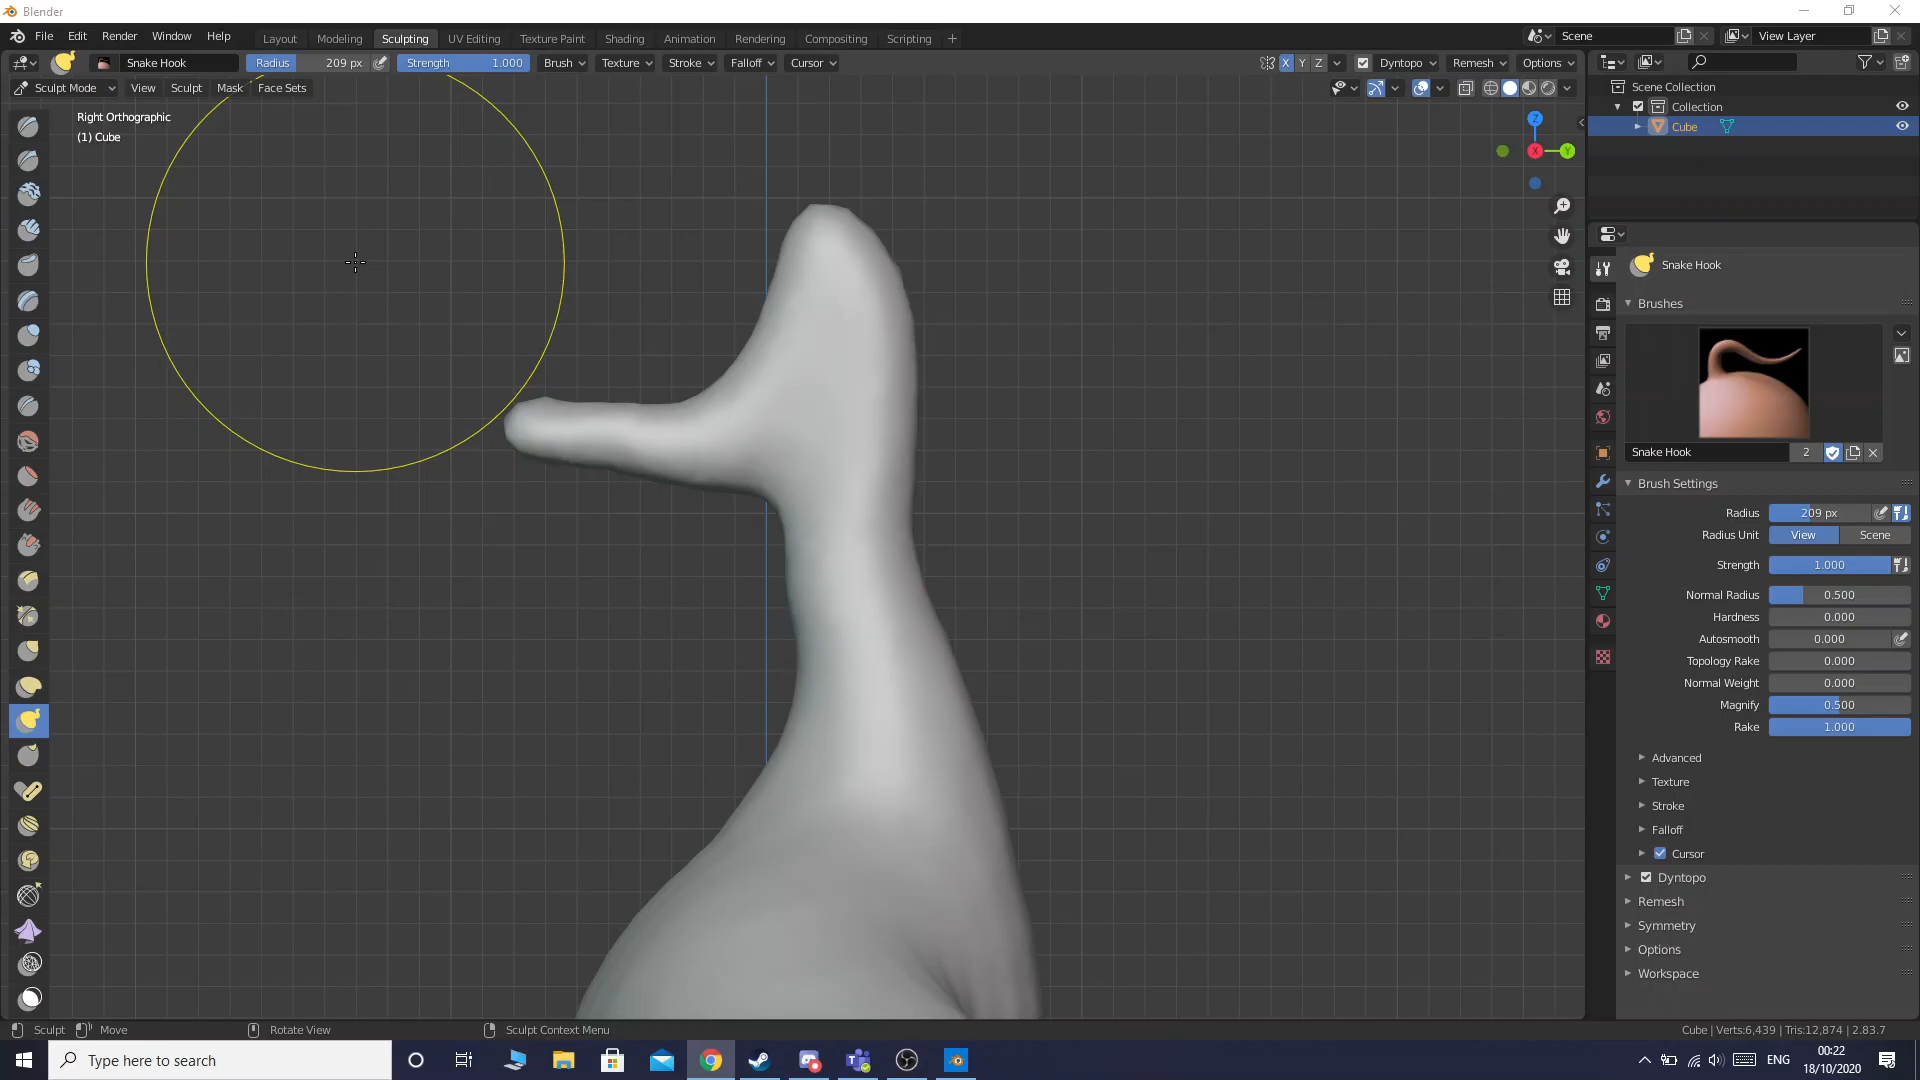 Blender
File Edit Render Window Help Layout Modeling Sculpting UV Editing Texture Paint Shading Animation Rendering Compositing Scripting + Scene View Layer
Snake Hook Radius 209 px Strength 1.000 Brush Texture Stroke Falloff Cursor X Y Z Dyntopo Remesh Options
Sculpt Mode View Sculpt Mask Face Sets
Right Orthographic
(1) Cube
Z
X Y
Scene Collection
Collection
Cube
Snake Hook
Brushes
Snake Hook 2
Brush Settings
Radius 209 px
Radius Unit View Scene
Strength 1.000
Normal Radius 0.500
Hardness 0.000
Autosmooth 0.000
Topology Rake 0.000
Normal Weight 0.000
Magnify 0.500
Rake 1.000
Advanced
Texture
Stroke
Falloff
Cursor
Dyntopo
Remesh
Symmetry
Options
Workspace
Sculpt Move Rotate View Sculpt Context Menu Cube | Verts:6,439 | Tris:12,874 | 2.83.7
Type here to search ENG
00:22
18/10/2020